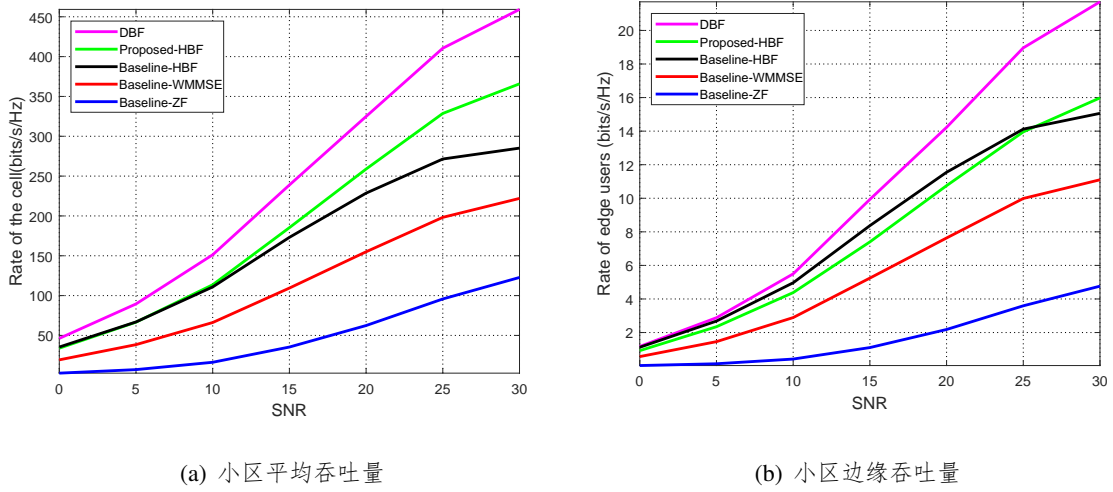 450
400
350
300
250
200
150
100
50
0
5
10
15
20
25
30
Rate of the cell(bits/s/Hz)
SNR
DBF
Proposed-HBF
Baseline-HBF
Baseline-WMMSE
Baseline-ZF
(a) 小区平均吞吐量
20
18
16
14
12
10
8
6
4
2
0
5
10
15
20
25
30
Rate of edge users (bits/s/Hz)
SNR
DBF
Proposed-HBF
Baseline-HBF
Baseline-WMMSE
Baseline-ZF
(b) 小区边缘吞吐量